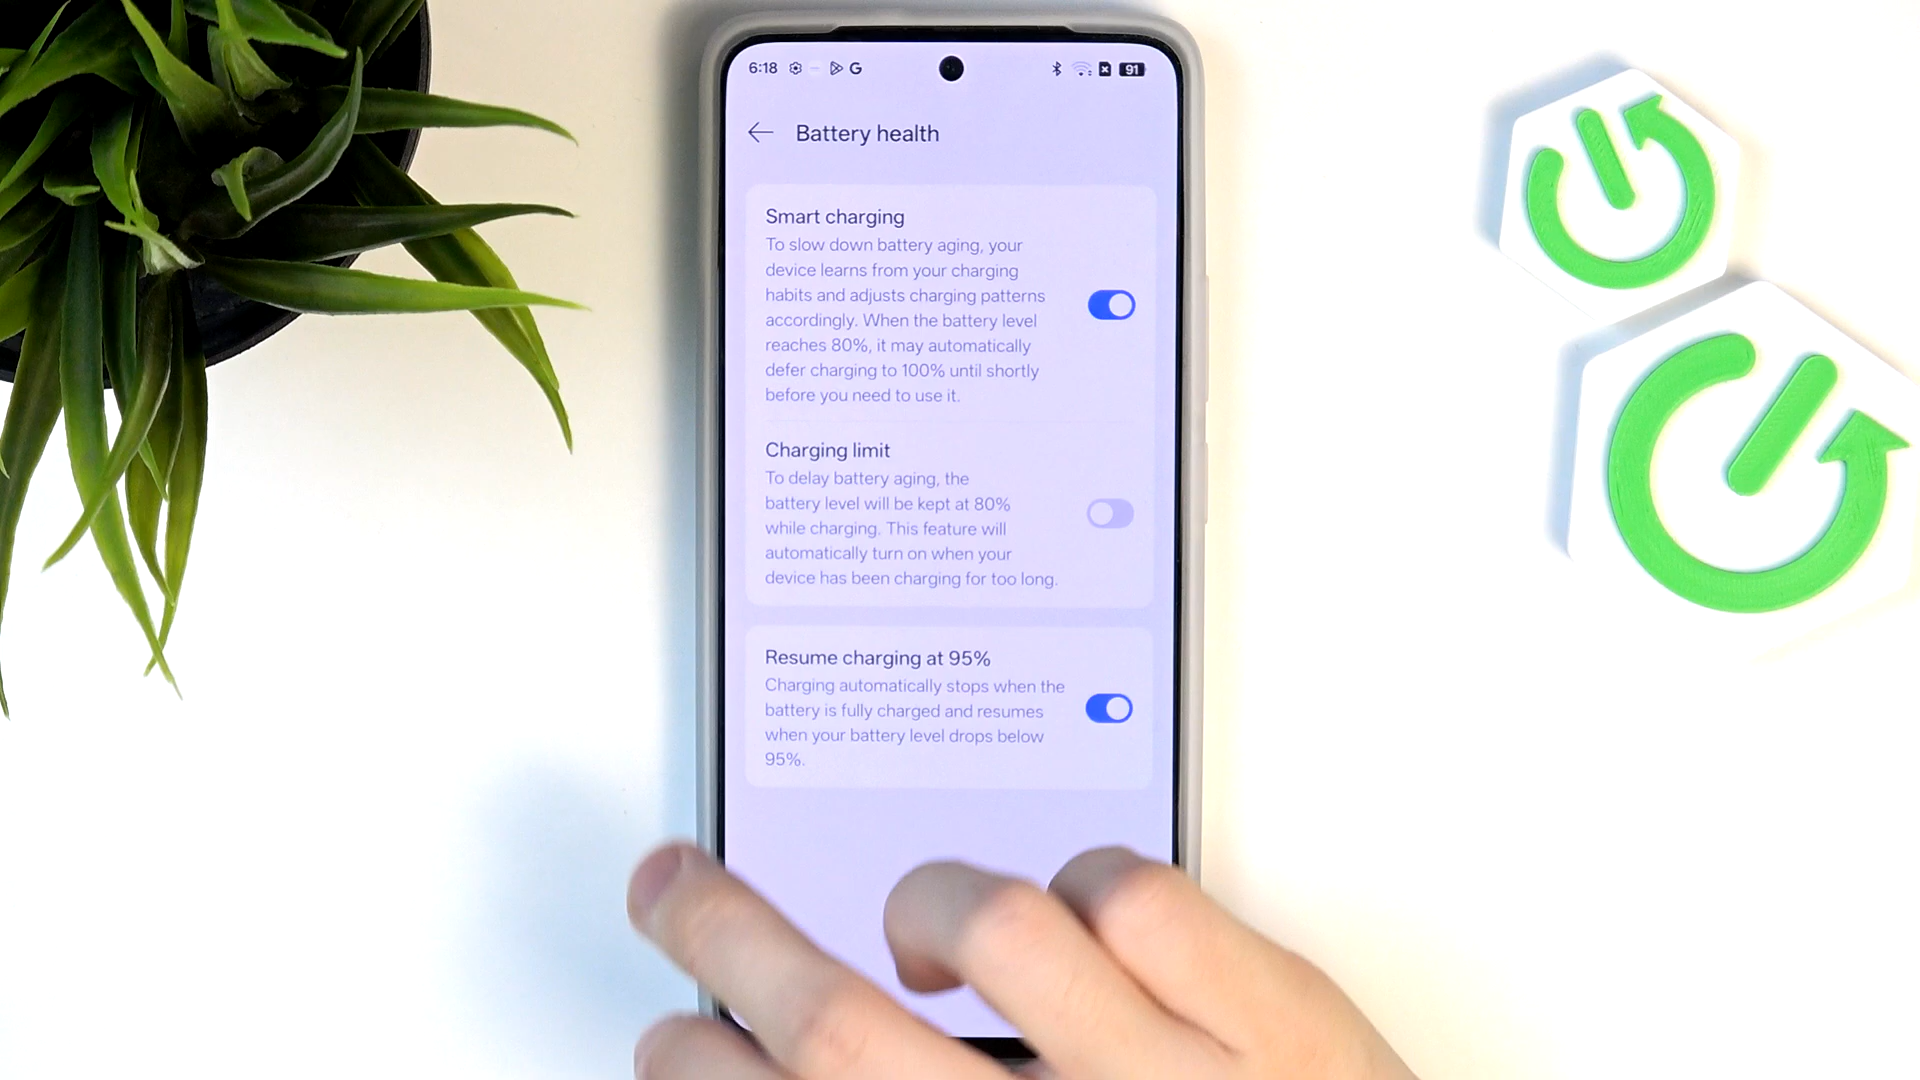 6:18 G 91
Battery health
Smart charging
To slow down battery aging, your
device learns from your charging
habits and adjusts charging patterns
accordingly. When the battery level
reaches 80%, it may automatically
defer charging to 100% until shortly
before you need to use it.
Charging limit
To delay battery aging, the
battery level will be kept at 80%
while charging. This feature will
automatically turn on when your
device has been charging for too long.
Resume charging at 95%
Charging automatically stops when the
battery is fully charged and resumes
when your battery level drops below
95%.